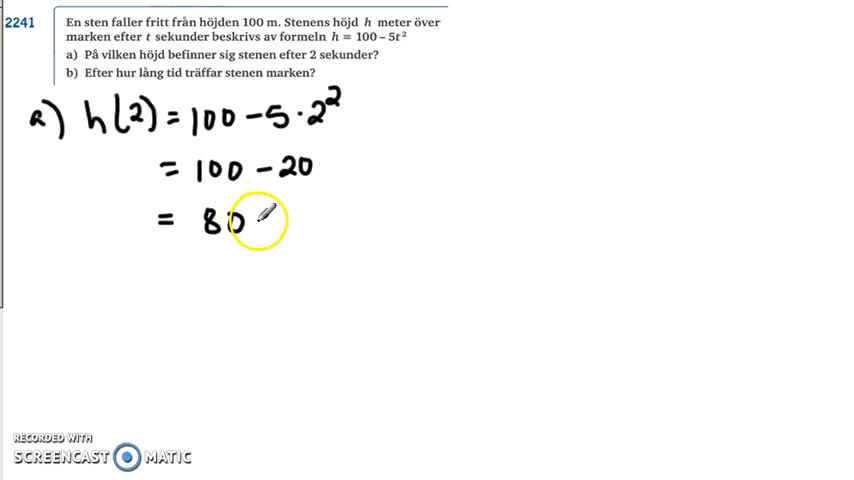 2241
En sten faller fritt från höjden 100 m. Stenens höjd h meter över
marken efter t sekunder beskrivs av formeln h = 100 – 5t²
a) På vilken höjd befinner sig stenen efter 2 sekunder?
b) Efter hur lång tid träffar stenen marken?
a) h(2) = 100 – 5 · 2²
= 100 – 20
= 80
RECORDED WITH
SCREENCAST MATIC